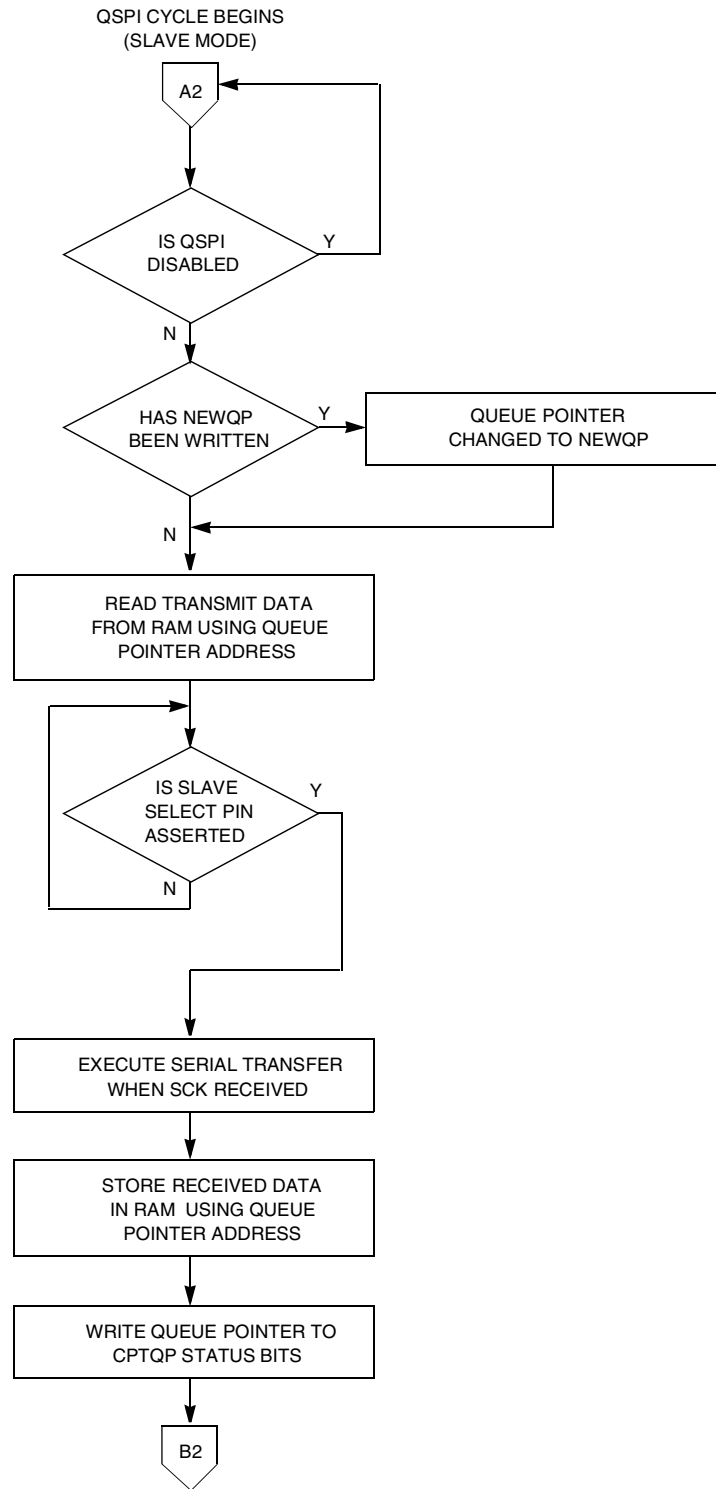 QSPI CYCLE BEGINS
(SLAVE MODE)
A2
IS QSPI
DISABLED
Y
N
HAS NEWQP
BEEN WRITTEN
Y
QUEUE POINTER
CHANGED TO NEWQP
N
READ TRANSMIT DATA
FROM RAM USING QUEUE
POINTER ADDRESS
IS SLAVE
SELECT PIN
ASSERTED
Y
N
EXECUTE SERIAL TRANSFER
WHEN SCK RECEIVED
STORE RECEIVED DATA
IN RAM USING QUEUE
POINTER ADDRESS
WRITE QUEUE POINTER TO
CPTQP STATUS BITS
B2